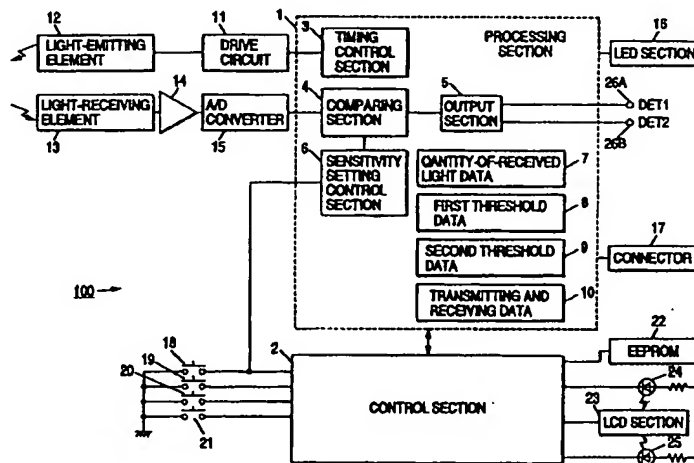 12
LIGHT-EMITTING
ELEMENT
11
DRIVE
CIRCUIT
1
3
TIMING
CONTROL
SECTION
PROCESSING
SECTION
16
LED SECTION
LIGHT-RECEIVING
ELEMENT
13
14
A/D
CONVERTER
15
4
COMPARING
SECTION
5
OUTPUT
SECTION
26A
DET1
DET2
26B
6
SENSITIVITY
SETTING
CONTROL
SECTION
QANTITY-OF-RECEIVED
LIGHT DATA
7
FIRST THRESHOLD
DATA
8
SECOND THRESHOLD
DATA
9
TRANSMITTING AND
RECEIVING DATA
10
17
CONNECTOR
100
18
19
20
21
2
CONTROL SECTION
22
EEPROM
24
23
LCD SECTION
25